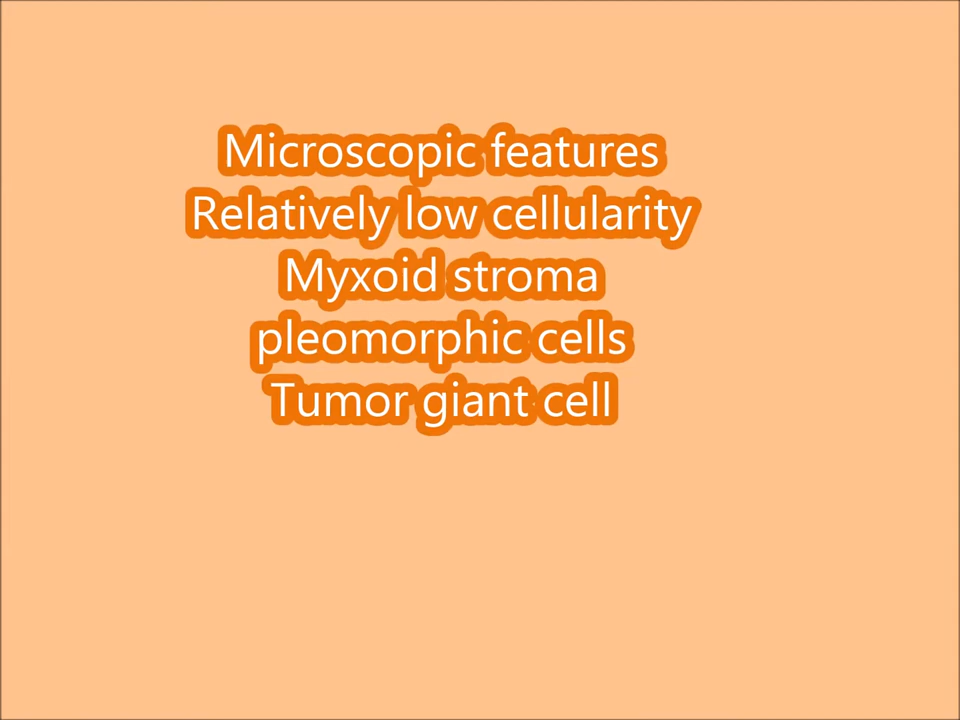 Microscopic features
Relatively low cellularity
Myxoid stroma
pleomorphic cells
Tumor giant cell